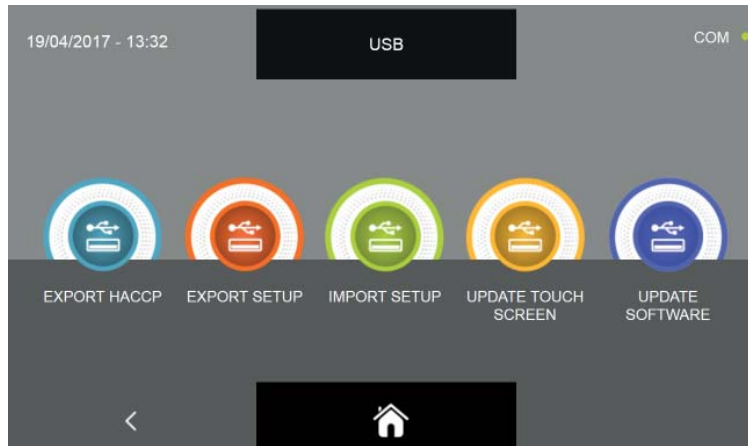 19/04/2017 - 13:32
USB
COM
EXPORT HACCP
EXPORT SETUP
IMPORT SETUP
UPDATE TOUCH
SCREEN
UPDATE
SOFTWARE